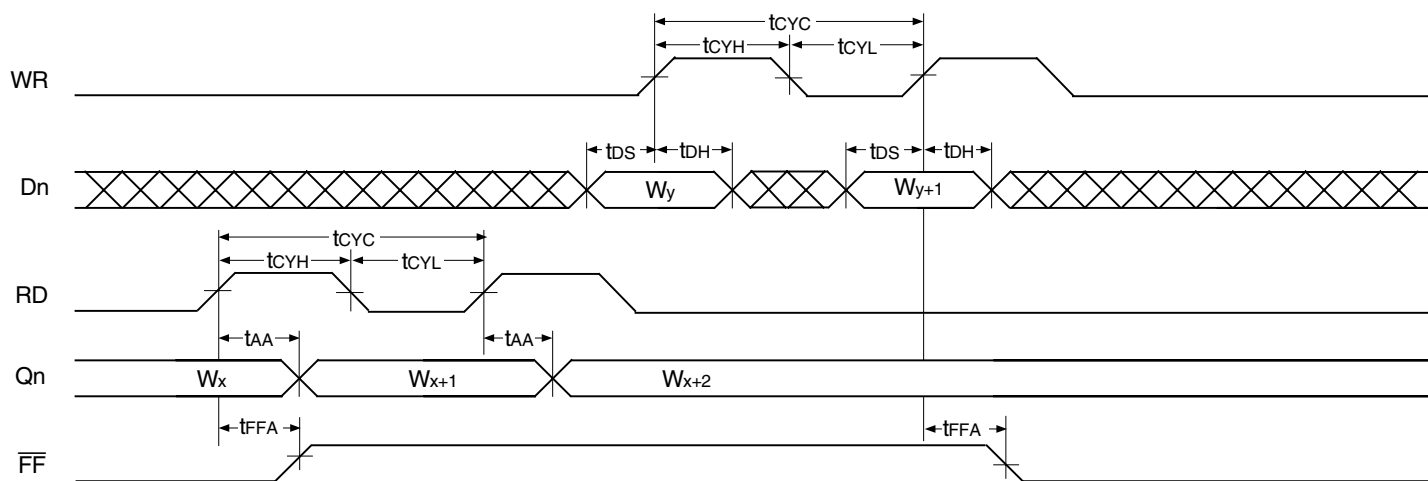 tCYC
tCYH tCYL
WR
tDS tDH tDS tDH
Dn Wy Wy+1
tCYC
tCYH tCYL
RD
tAA tAA
Qn Wx Wx+1 Wx+2
tFFA tFFA
F̅F̅